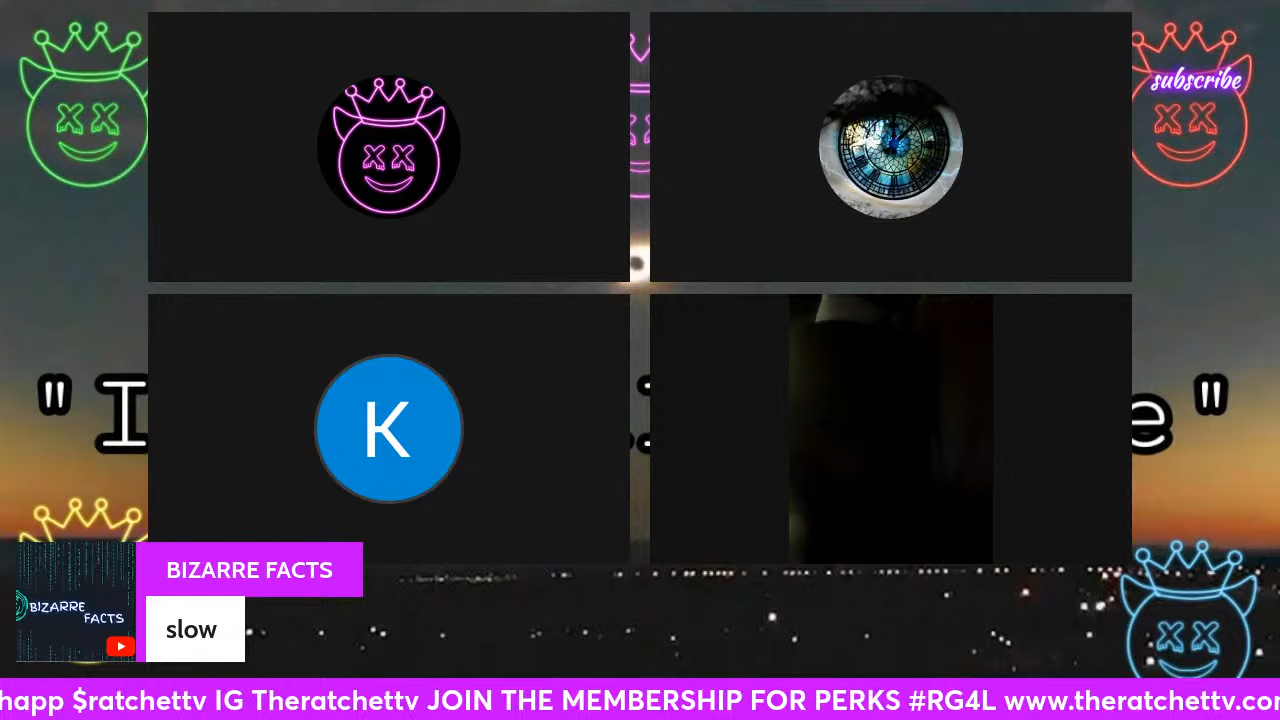 subscribe
K
"I
e"
BIZARRE FACTS
BIZARRE
FACTS
slow
happ $ratchettv IG Theratchettv JOIN THE MEMBERSHIP FOR PERKS #RG4L www.theratchettv.co